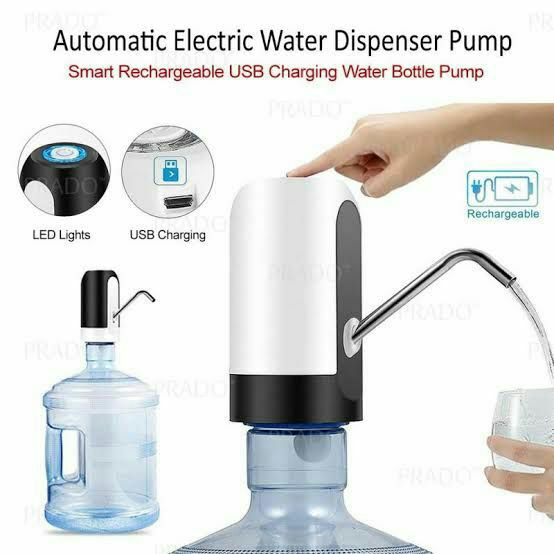 Automatic Electric Water Dispenser Pump
Smart Rechargeable USB Charging Water Bottle Pump
PRADO
LED Lights
USB Charging
Rechargeable